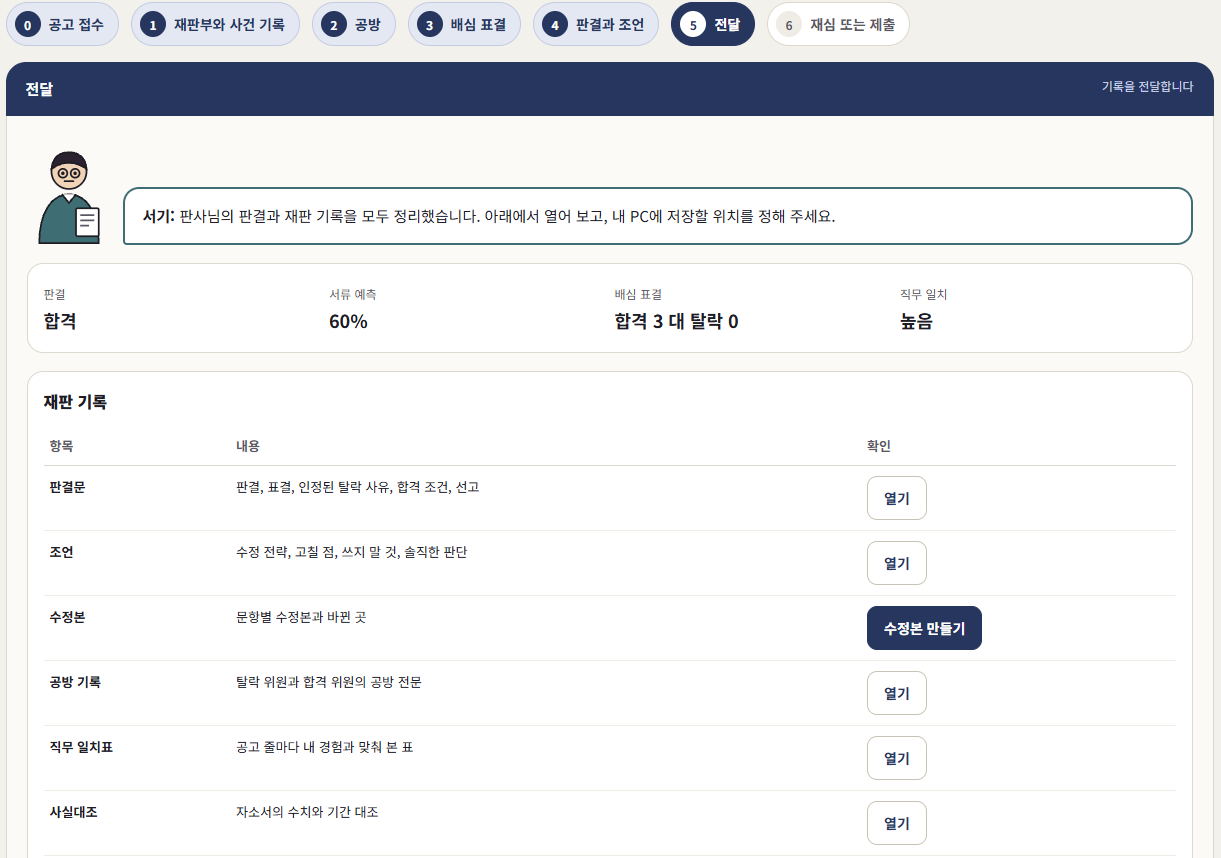 0 공고 접수 1 재판부와 사건 기록 2 공방 3 배심 표결 4 판결과 조언 5 전달 6 재심 또는 제출
전달 기록을 전달합니다
서기: 판사님의 판결과 재판 기록을 모두 정리했습니다. 아래에서 열어 보고, 내 PC에 저장할 위치를 정해 주세요.
판결 서류 예측 배심 표결 직무 일치
합격 60% 합격 3 대 탈락 0 높음
재판 기록
항목 내용 확인
판결문 판결, 표결, 인정된 탈락 사유, 합격 조건, 선고 열기
조언 수정 전략, 고칠 점, 쓰지 말 것, 솔직한 판단 열기
수정본 문항별 수정본과 바뀐 곳 수정본 만들기
공방 기록 탈락 위원과 합격 위원의 공방 전문 열기
직무 일치표 공고 줄마다 내 경험과 맞춰 본 표 열기
사실대조 자소서의 수치와 기간 대조 열기